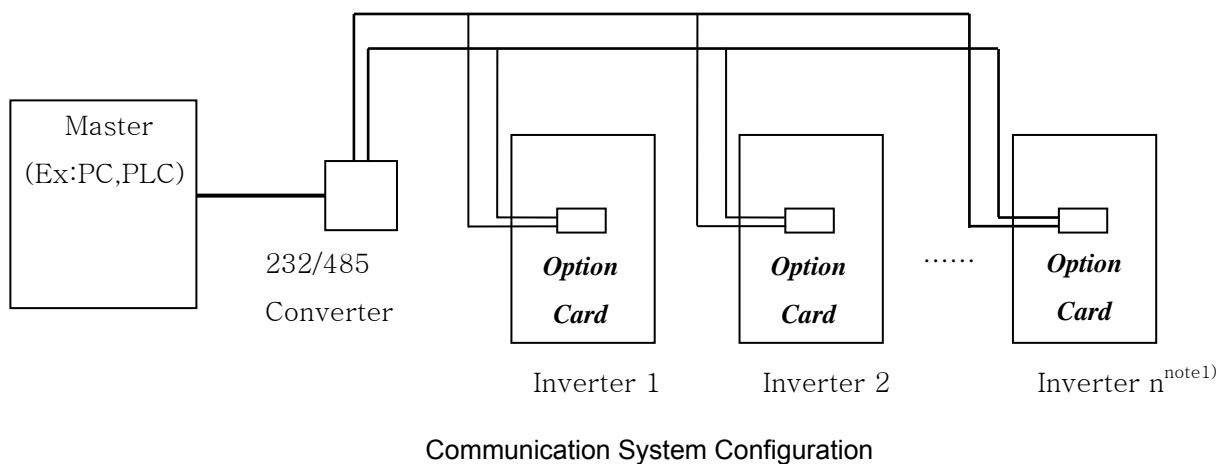 Master
(Ex:PC,PLC)
232/485
Converter
Option
Card
Inverter 1
Option
Card
Inverter 2
......
Option
Card
Inverter n note1)
Communication System Configuration